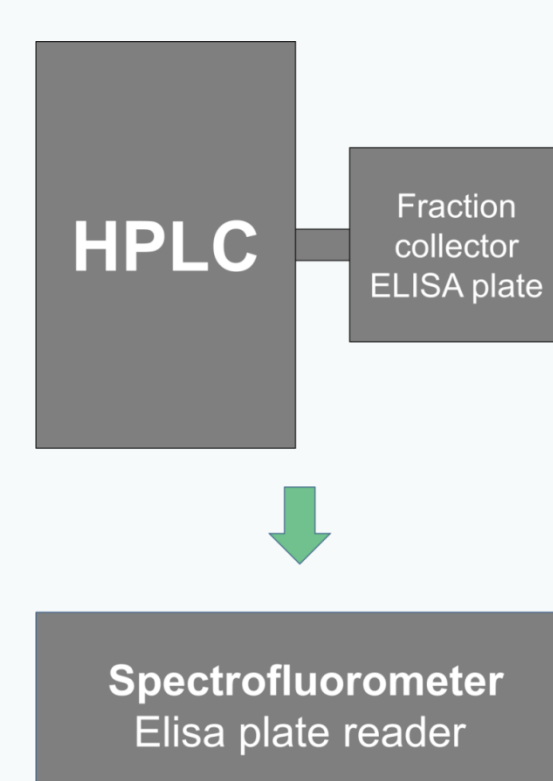 HPLC
Fraction
collector
ELISA plate
Spectrofluorometer
Elisa plate reader